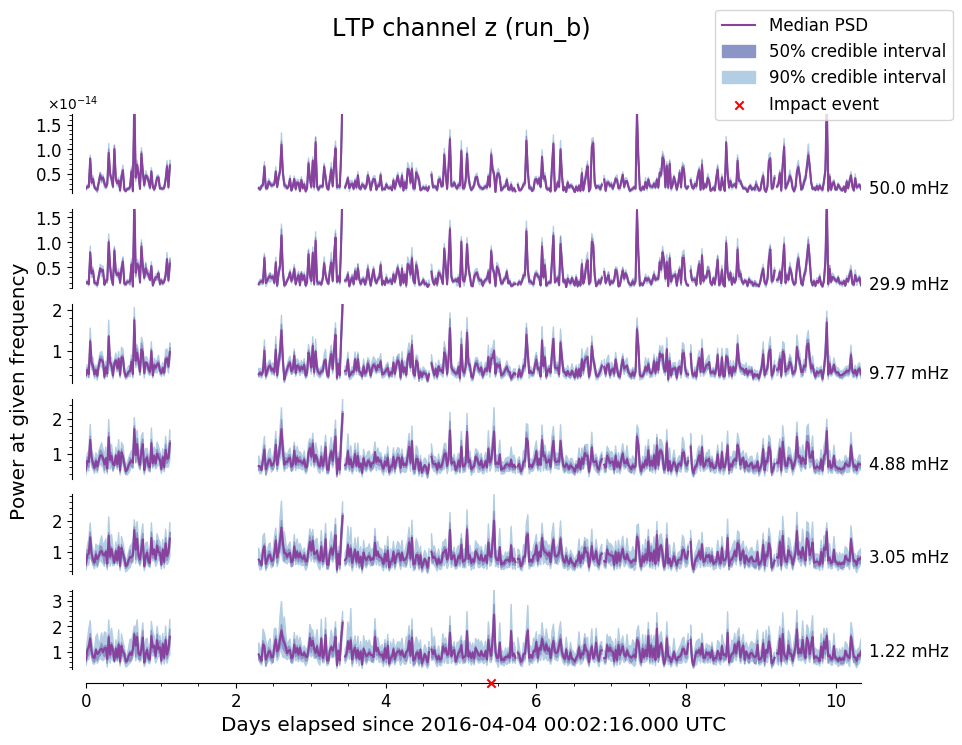 LTP channel z (run_b)
Median PSD
50% credible interval
90% credible interval
Impact event
×10⁻¹⁴
1.5
1.0
0.5
50.0 mHz
1.5
1.0
0.5
29.9 mHz
2
1
9.77 mHz
2
1
4.88 mHz
2
1
3.05 mHz
3
2
1
1.22 mHz
Power at given frequency
0 2 4 6 8 10
Days elapsed since 2016-04-04 00:02:16.000 UTC